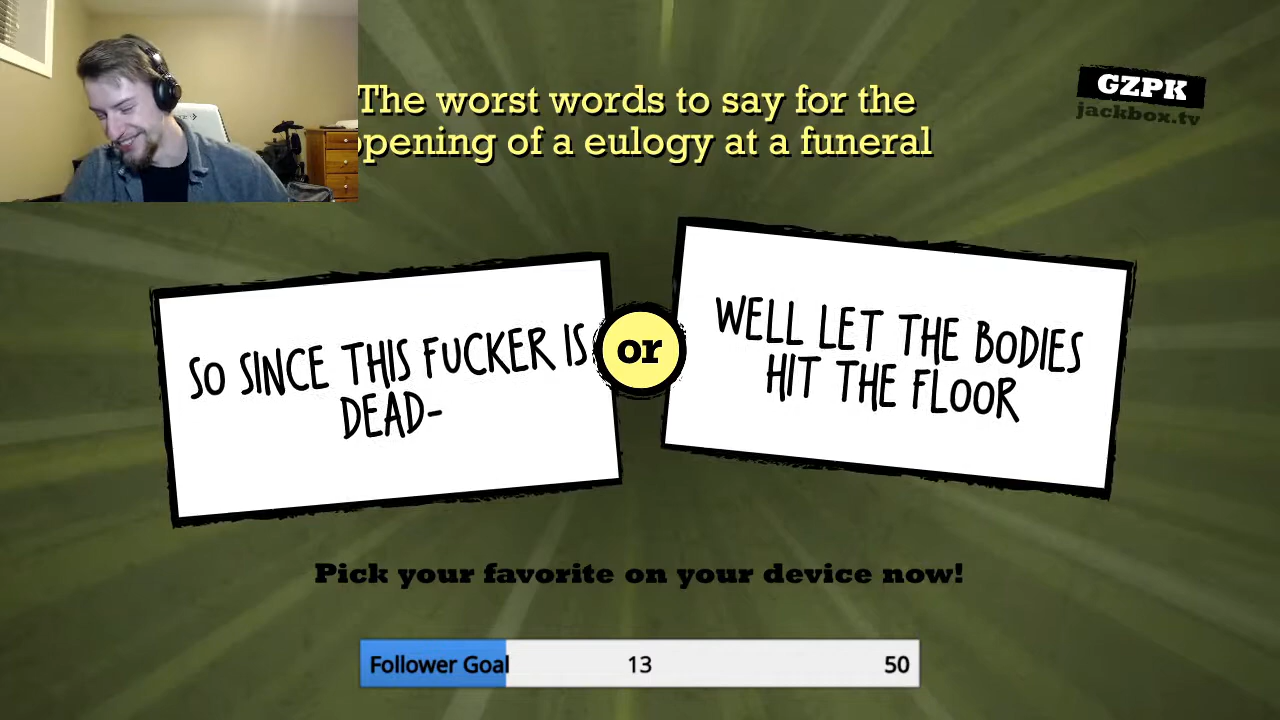 The worst words to say for the
opening of a eulogy at a funeral
GZPK
jackbox.tv
SO SINCE THIS FUCKER IS
DEAD-
or
WELL LET THE BODIES
HIT THE FLOOR
Pick your favorite on your device now!
Follower Goal 13 50